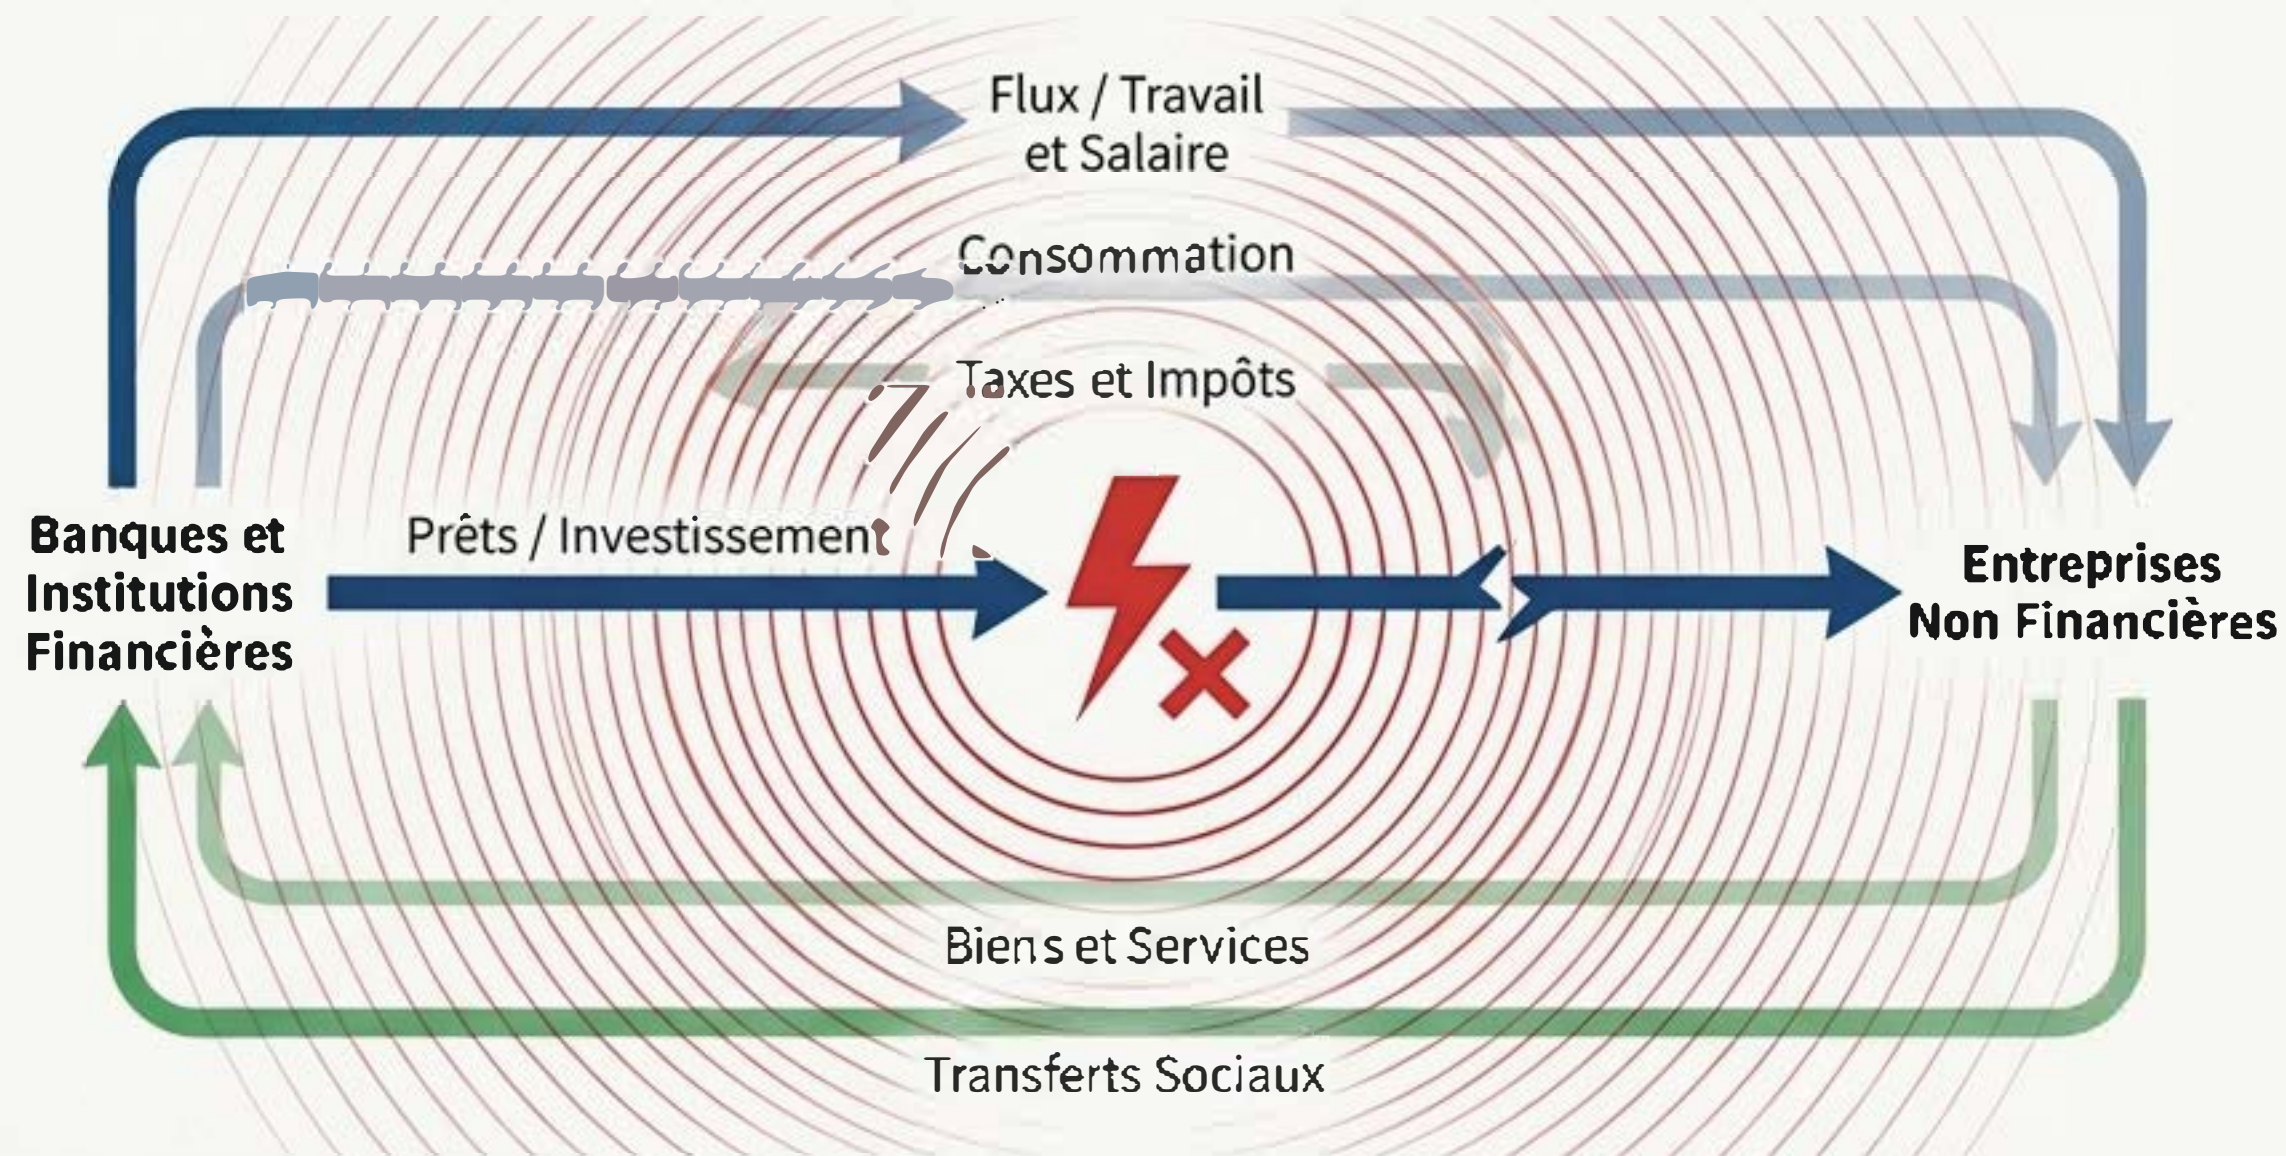 Flux / Travail
et Salaire
Consommation
Taxes et Impôts
Prêts / Investissement
Banques et
Institutions
Financières
Entreprises
Non Financières
Biens et Services
Transferts Sociaux